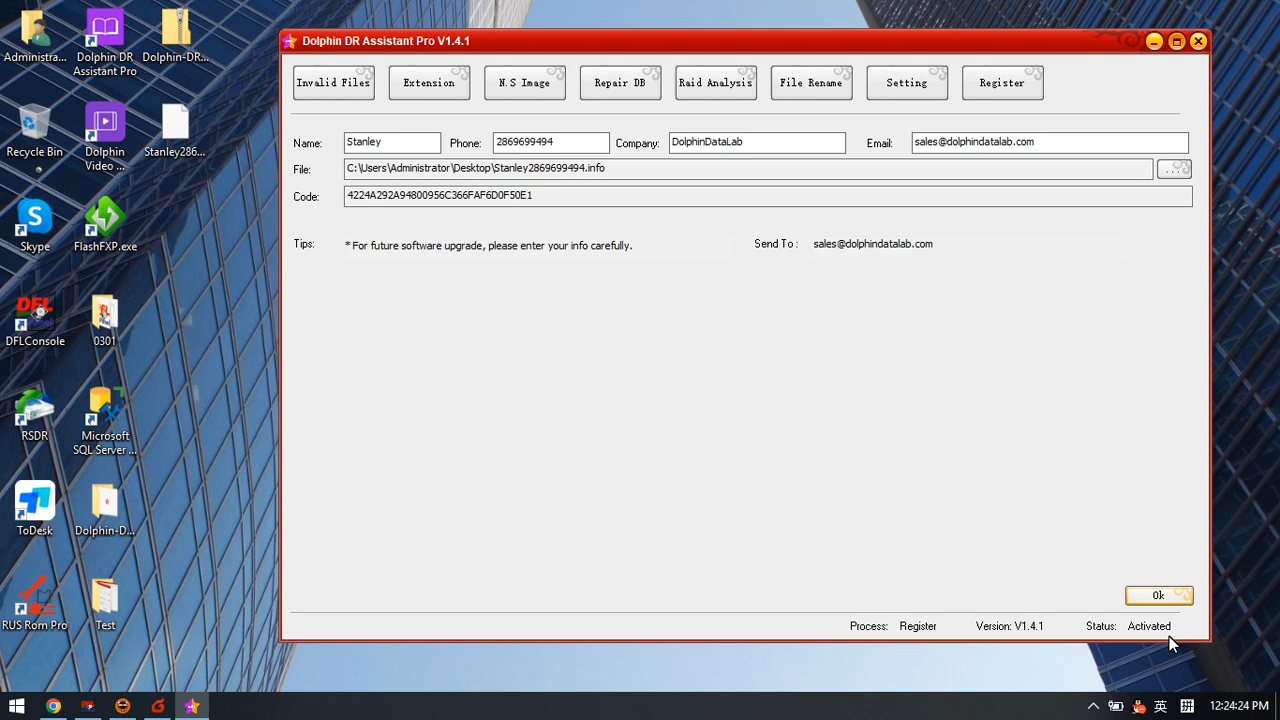 Administra...
Dolphin DR
Assistant Pro
Dolphin-DR...
Recycle Bin
Dolphin
Video ...
Stanley286...
Skype
FlashFXP.exe
DFL
DFLConsole
0301
RSDR
Microsoft
SQL Server ...
ToDesk
Dolphin-D...
RUS Rom Pro
Test
Dolphin DR Assistant Pro V1.4.1
Invalid Files
Extension
N.S Image
Repair DB
Raid Analysis
File Rename
Setting
Register
Name: Stanley Phone: 2869699494 Company: DolphinDataLab Email: sales@dolphindatalab.com
File: C:\Users\Administrator\Desktop\Stanley2869699494.info ...
Code: 4224A292A94800956C366FAF6D0F50E1
Tips: * For future software upgrade, please enter your info carefully. Send To : sales@dolphindatalab.com
Ok
Process: Register Version: V1.4.1 Status: Activated
英 拼 12:24:24 PM